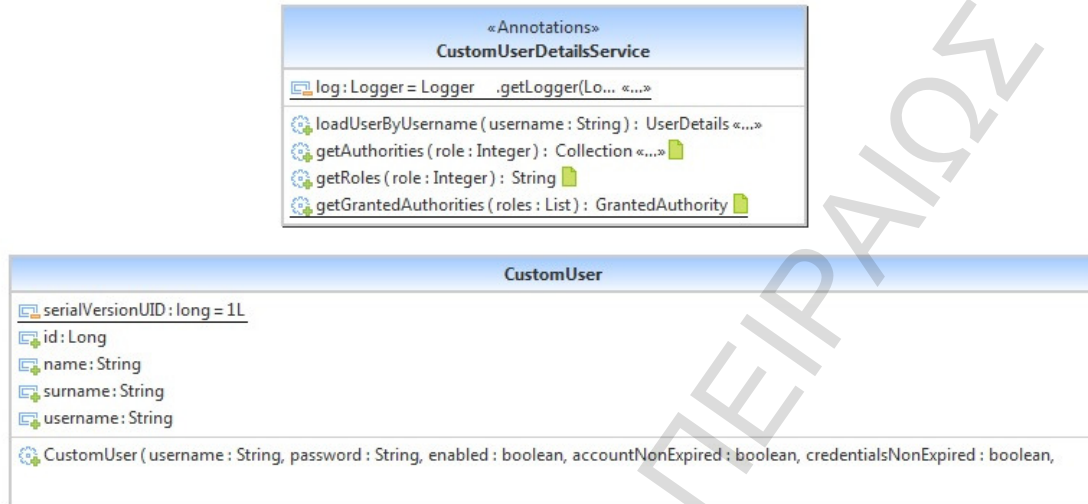 «Annotations»
CustomUserDetailsService
log : Logger = Logger .getLogger(Lo... «...»
loadUserByUsername ( username : String ) : UserDetails «...»
getAuthorities ( role : Integer ) : Collection «...»
getRoles ( role : Integer ) : String
getGrantedAuthorities ( roles : List ) : GrantedAuthority
CustomUser
serialVersionUID : long = 1L
id : Long
name : String
surname : String
username : String
CustomUser ( username : String, password : String, enabled : boolean, accountNonExpired : boolean, credentialsNonExpired : boolean,
ΠΕΙΡΑΙΩΣ